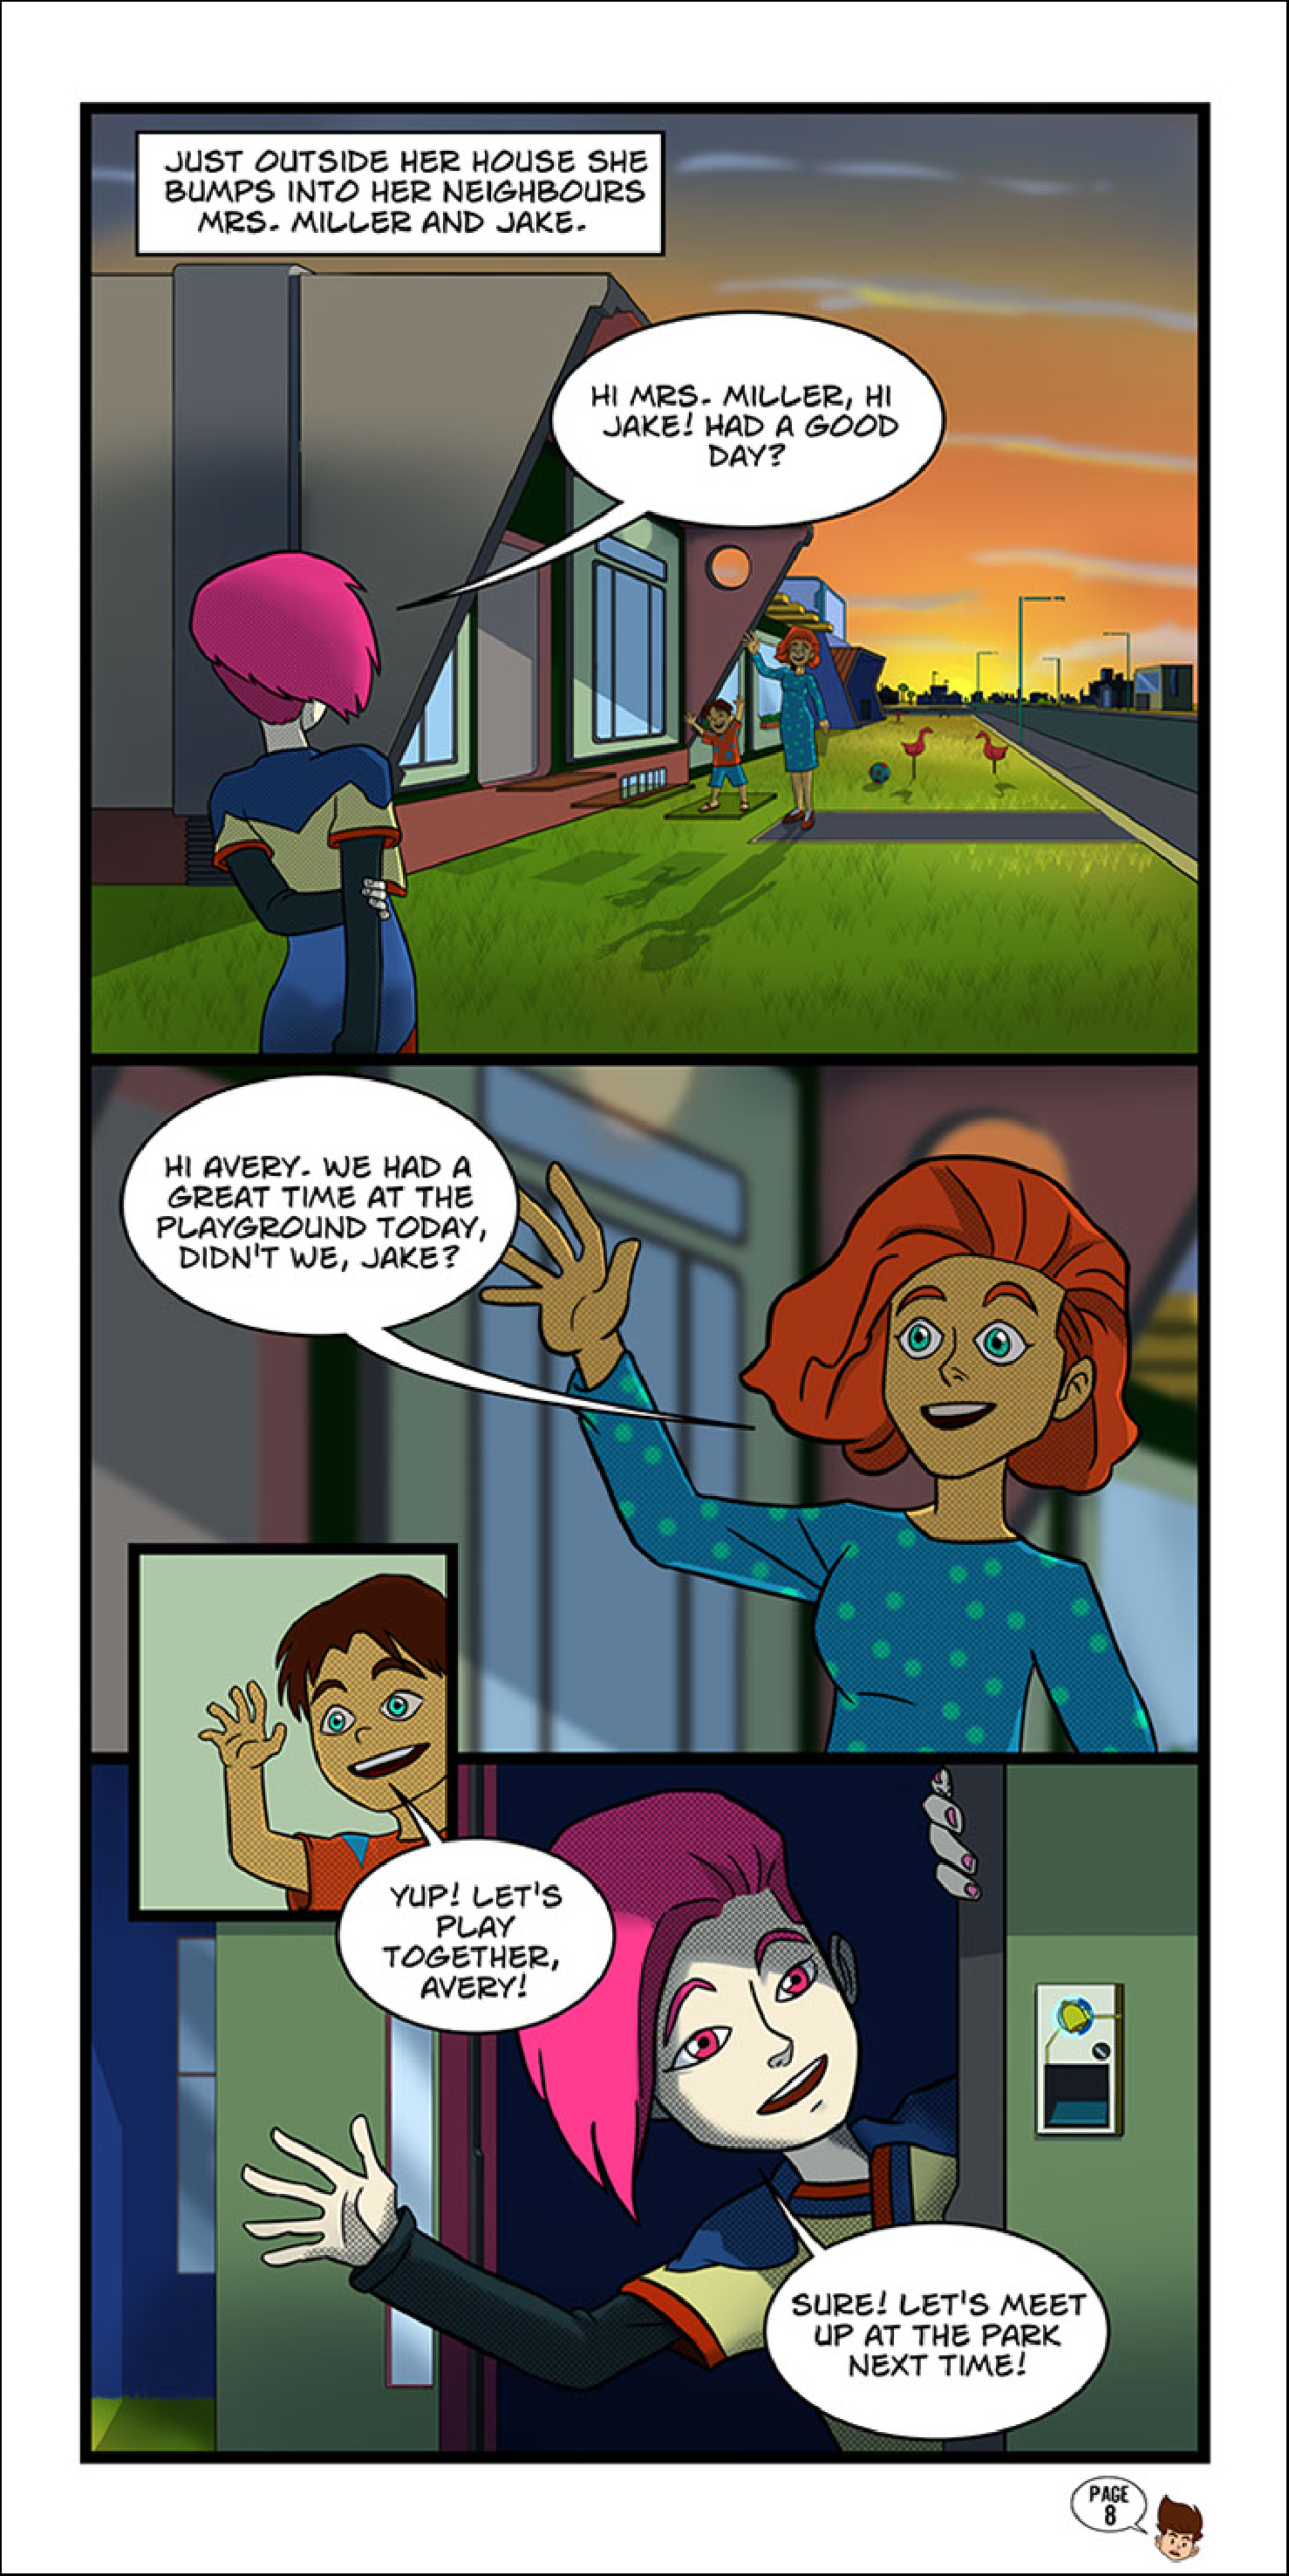 JUST OUTSIDE HER HOUSE SHE
BUMPS INTO HER NEIGHBOURS
MRS. MILLER AND JAKE.
HI MRS. MILLER, HI
JAKE! HAD A GOOD
DAY?
HI AVERY. WE HAD A
GREAT TIME AT THE
PLAYGROUND TODAY,
DIDN'T WE, JAKE?
YUP! LET'S
PLAY
TOGETHER,
AVERY!
SURE! LET'S MEET
UP AT THE PARK
NEXT TIME!
PAGE
8